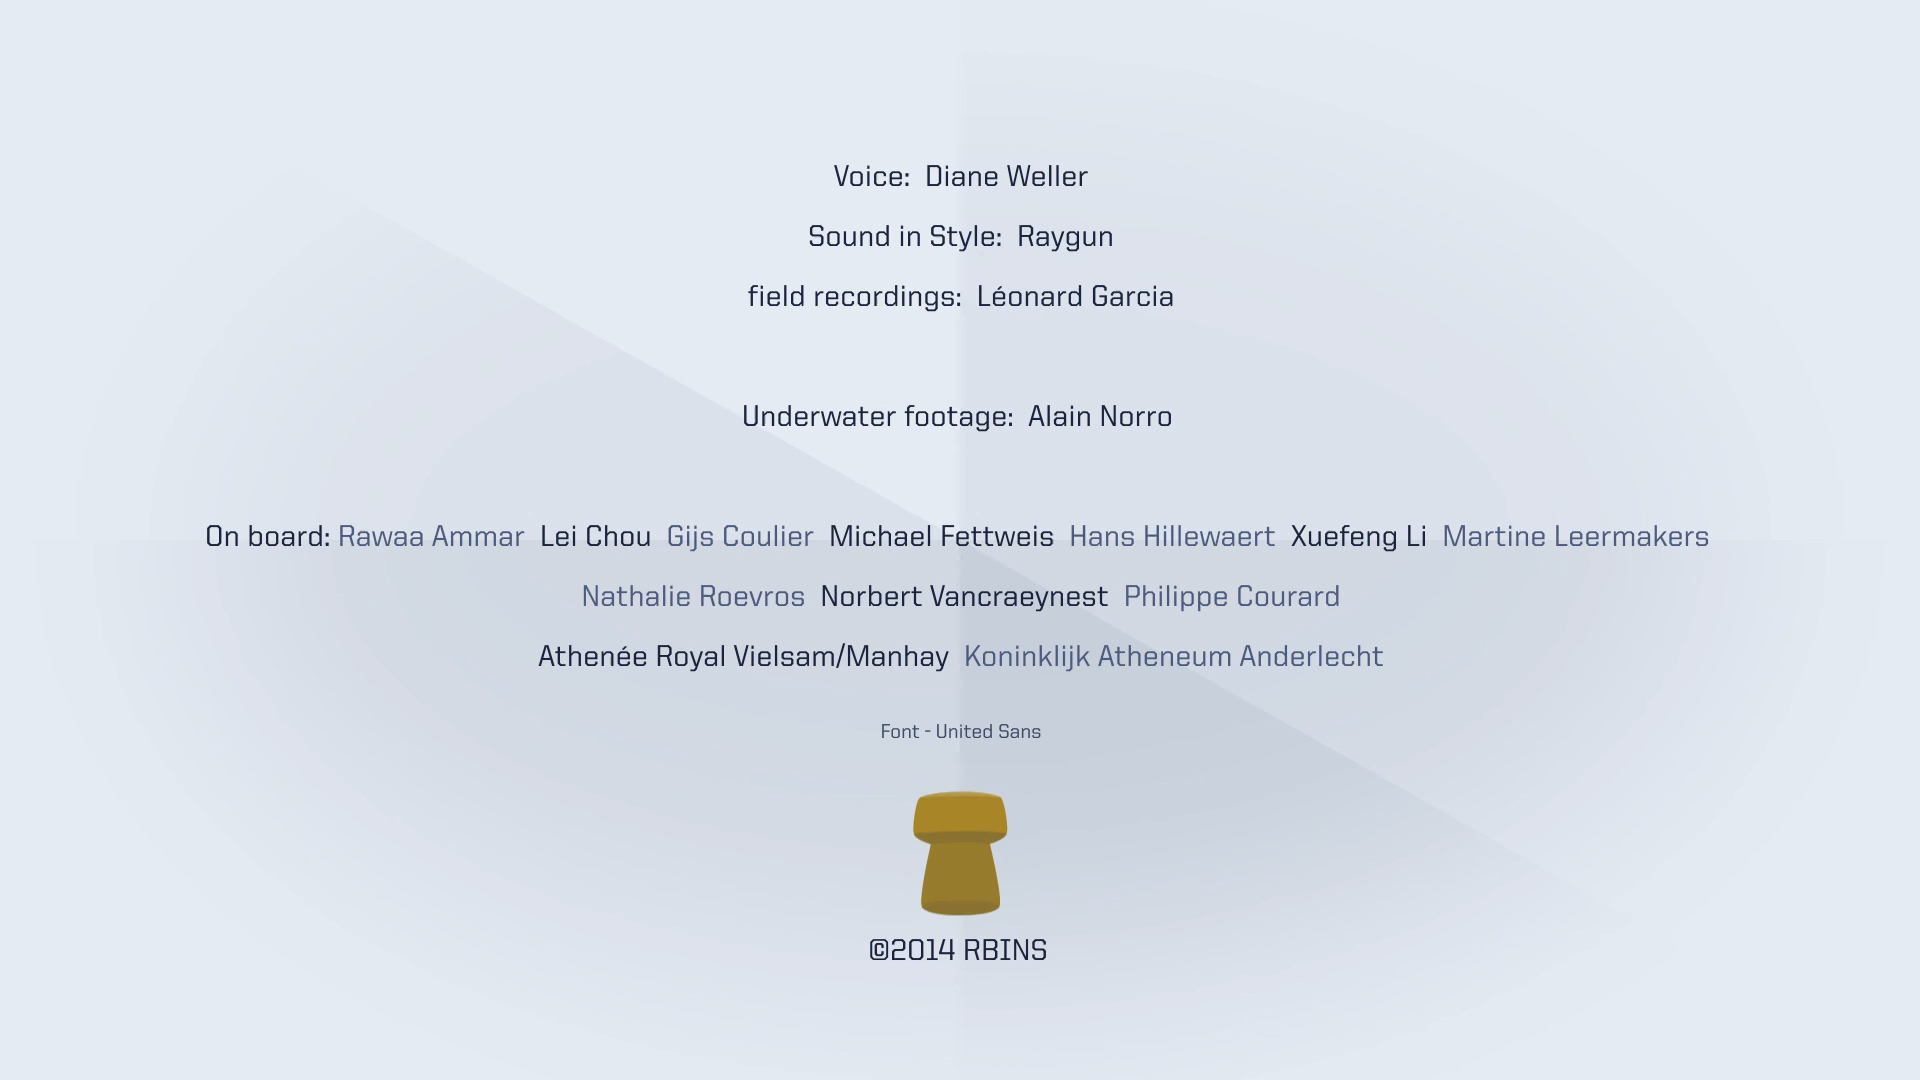 Voice: Diane Weller
Sound in Style: Raygun
field recordings: Léonard Garcia
Underwater footage: Alain Norro
On board: Rawaa Ammar Lei Chou Gijs Coulier Michael Fettweis Hans Hillewaert Xuefeng Li Martine Leermakers
Nathalie Roevros Norbert Vancraeynest Philippe Courard
Athenée Royal Vielsam/Manhay Koninklijk Atheneum Anderlecht
Font - United Sans
©2014 RBINS